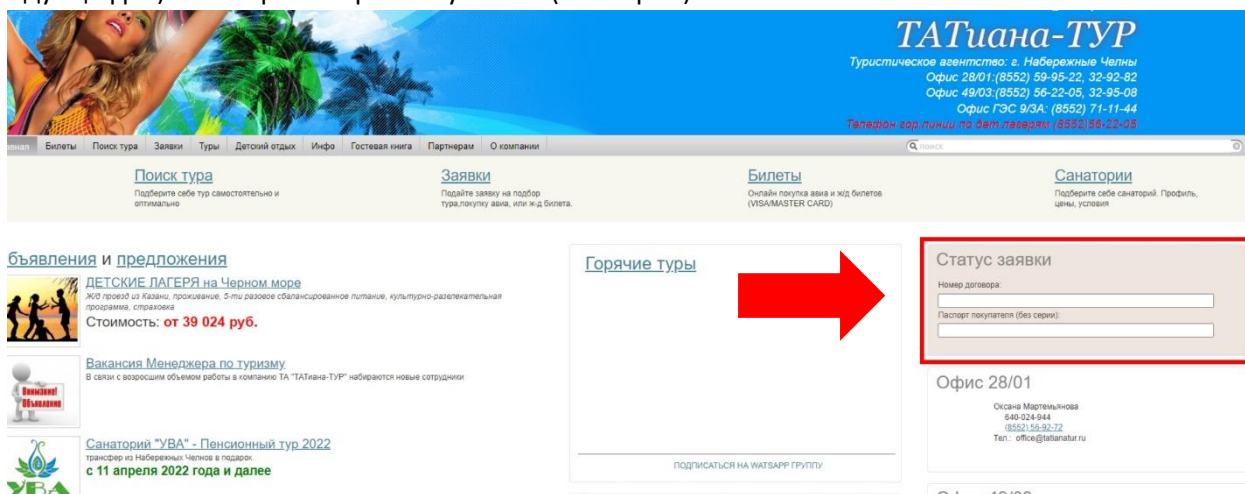 ТАТиана-ТУР
Туристическое агентство: г. Набережные Челны
Офис 28/01:(8552) 59-95-22, 32-92-82
Офис 49/03:(8552) 56-22-05, 32-95-08
Офис ГЭС 9/3А: (8552) 71-11-44
Телефон гор.линии по дет.лагерям (8552)56-22-05
Билеты Поиск тура Заявки Туры Детский отдых Инфо Гостевая книга Партнерам О компании
поиск
Поиск тура
Подберите себе тур самостоятельно и
оптимально
Заявки
Подайте заявку на подбор
тура,покупку авиа, или ж-д билета.
Билеты
Онлайн покупка авиа и ж/д билетов
(VISA/MASTER CARD)
Санатории
Подберите себе санаторий. Профиль,
цены, условия
бъявления и предложения
ДЕТСКИЕ ЛАГЕРЯ на Черном море
Ж/д проезд из Казани, проживание, 5-ти разовое сбалансированное питание, культурно-развлекательная
программа, страховка
Стоимость: от 39 024 руб.
Внимание!
Объявление
Вакансия Менеджера по туризму
В связи с возросшим объемом работы в компанию ТА "ТАТиана-ТУР" набираются новые сотрудники
УВА
Санаторий "УВА" - Пенсионный тур 2022
трансфер из Набережных Челнов в подарок
с 11 апреля 2022 года и далее
Горячие туры
ПОДПИСАТЬСЯ НА WATSAPP ГРУППУ
Статус заявки
Номер договора:
Паспорт покупателя (без серии):
Офис 28/01
Оксана Мартемьянова
640-024-944
(8552) 56-92-72
Тел.: office@tatianatur.ru